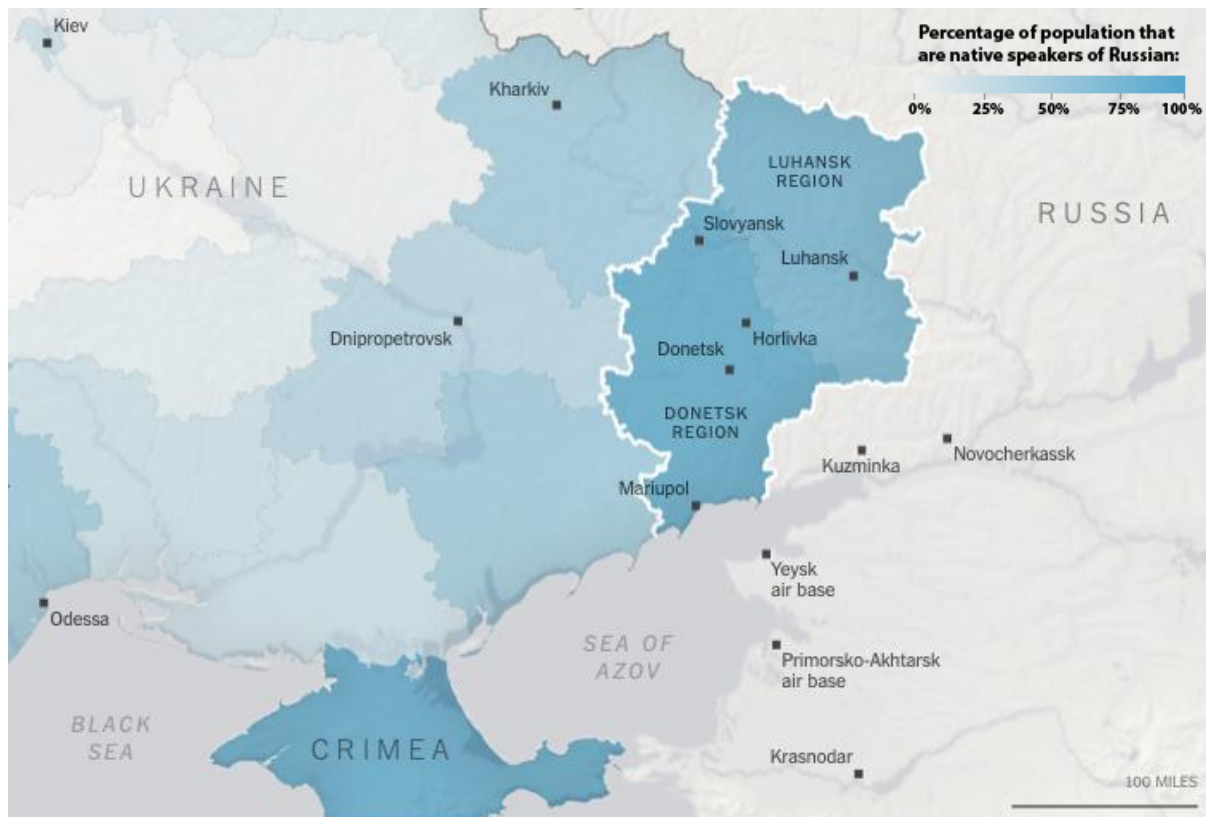 Kiev
Percentage of population that
are native speakers of Russian:
0% 25% 50% 75% 100%
Kharkiv
UKRAINE
LUHANSK
REGION
RUSSIA
Slovyansk
Luhansk
Dnipropetrovsk
Horlivka
Donetsk
DONETSK
REGION
Kuzminka
Novocherkassk
Mariupol
Yeysk
air base
Odessa
SEA OF
AZOV
Primorsko-Akhtarsk
air base
BLACK
SEA
CRIMEA
Krasnodar
100 MILES